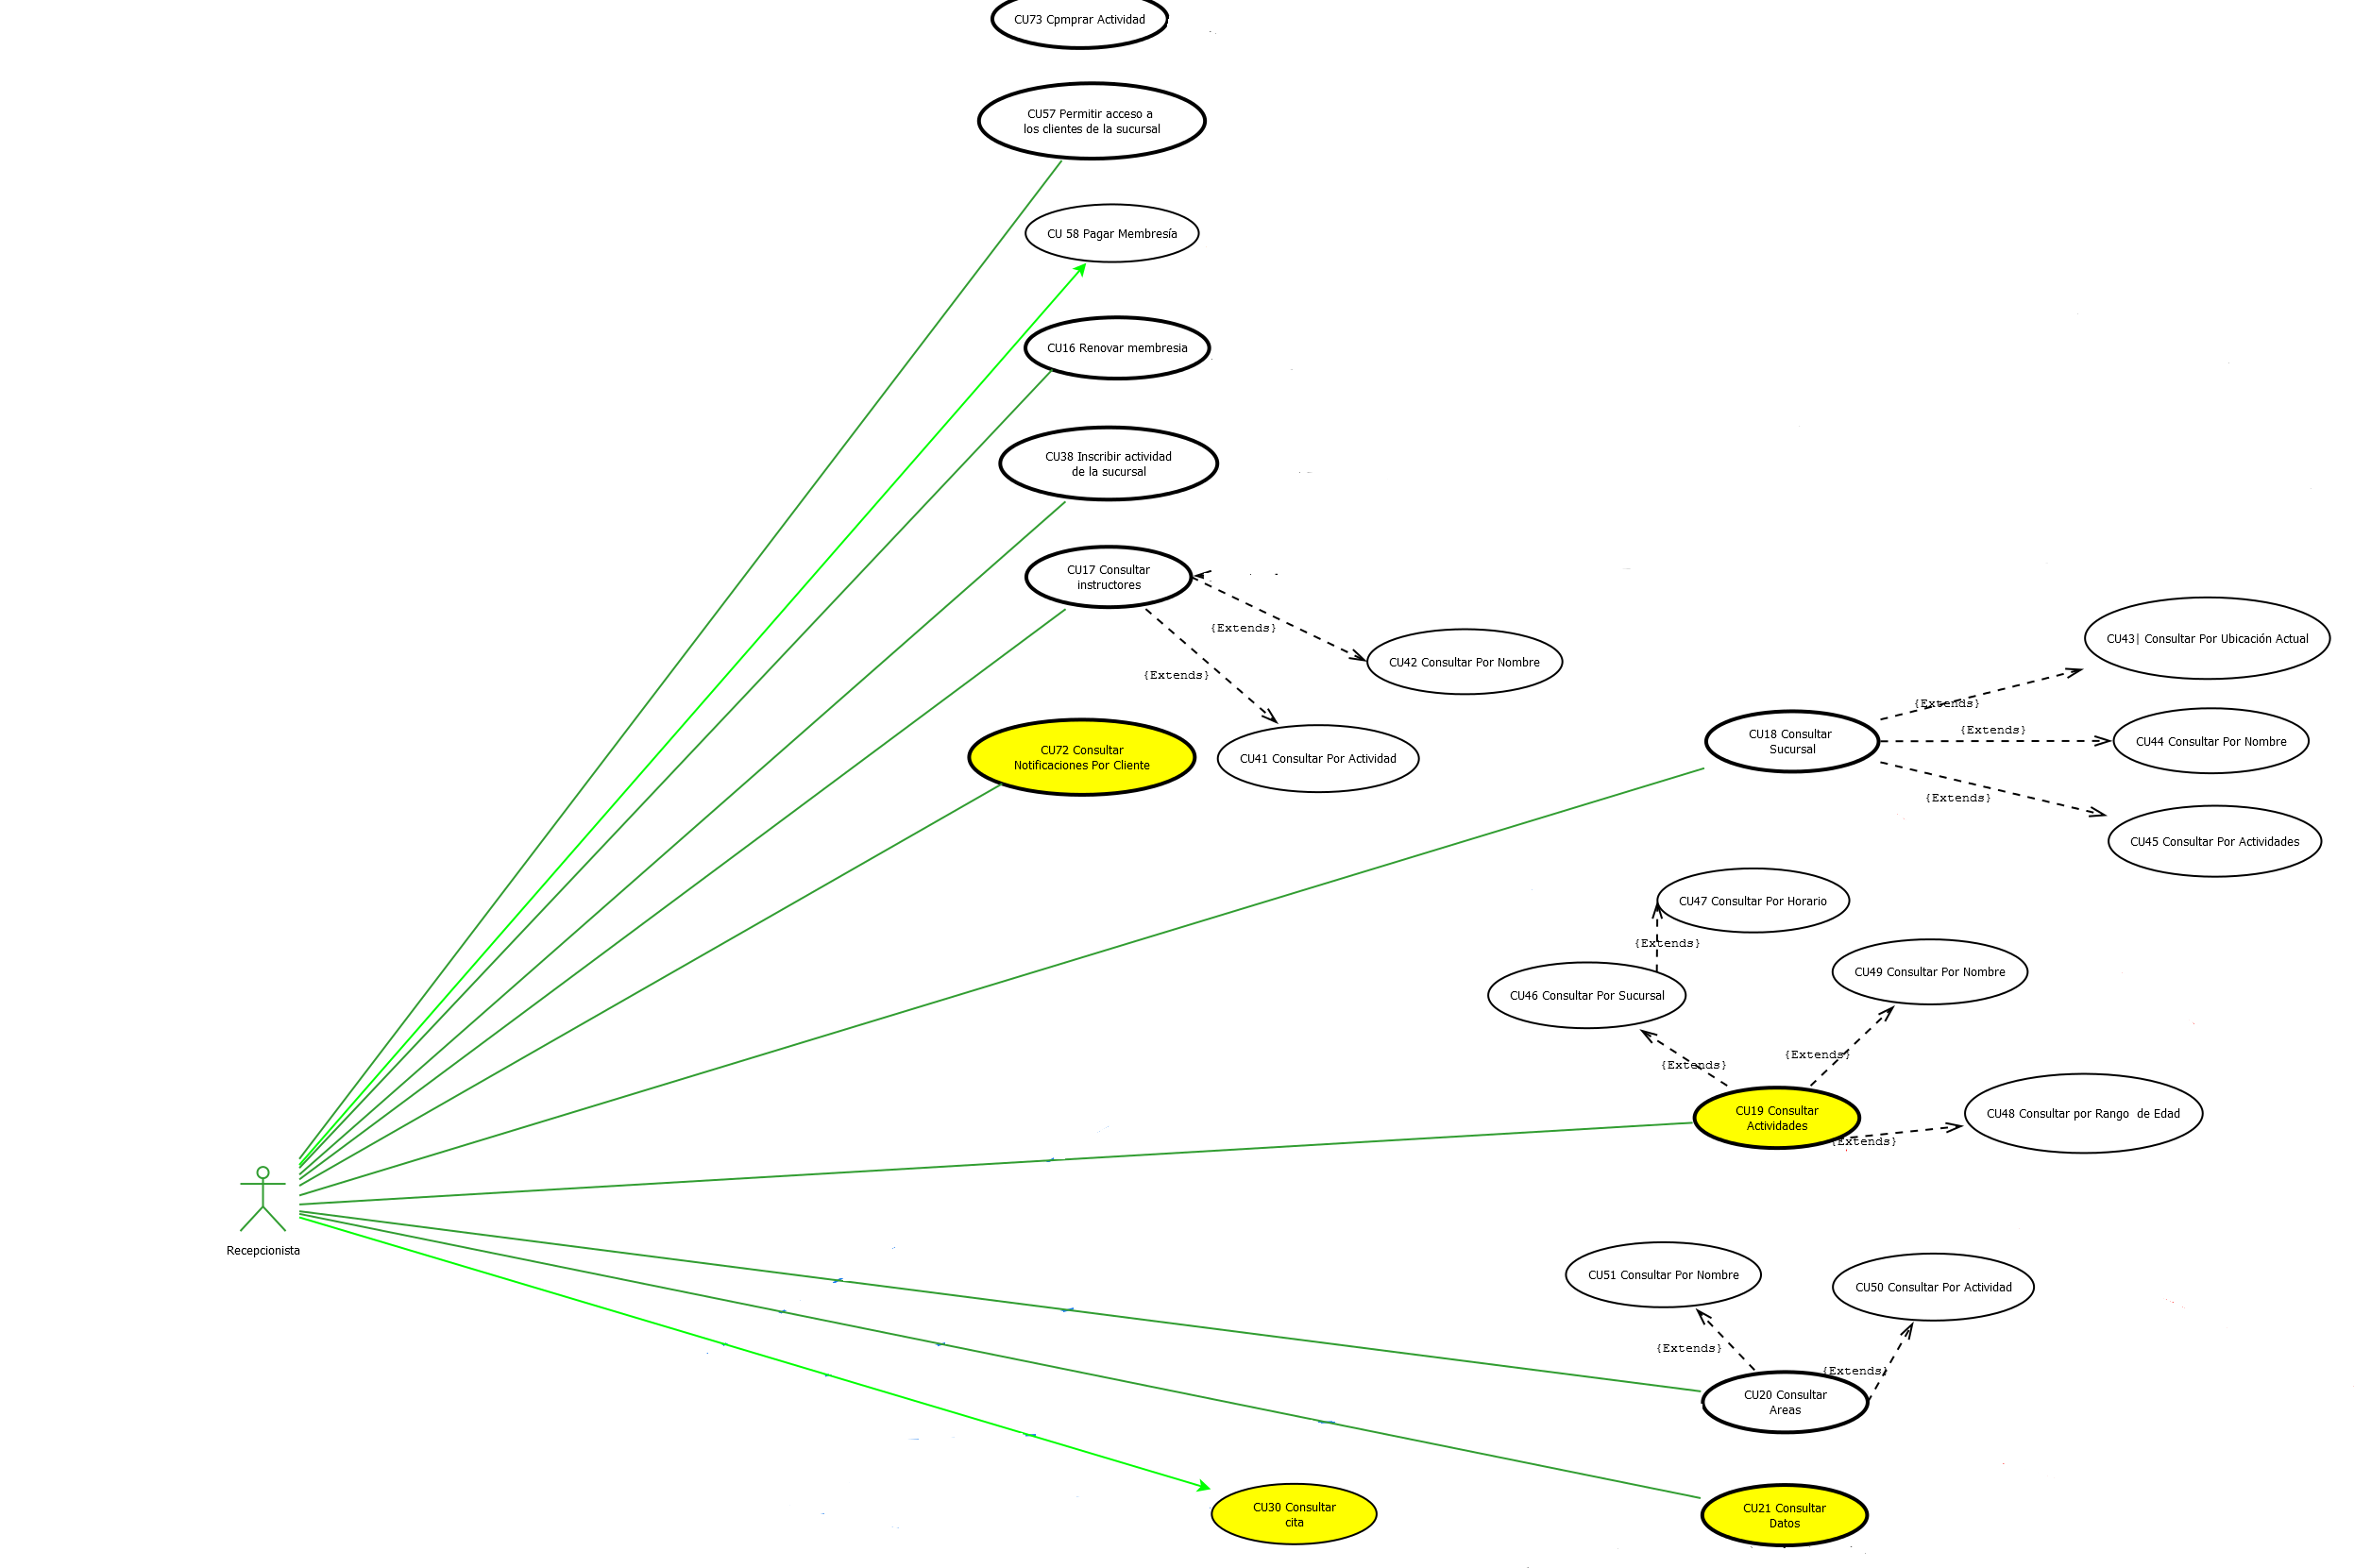 CU73 Cpmprar Actividad
CU57 Permitir acceso a
los clientes de la sucursal
CU 58 Pagar Membresía
CU16 Renovar membresia
CU38 Inscribir actividad
de la sucursal
CU17 Consultar
instructores
{Extends}
{Extends}
CU42 Consultar Por Nombre
CU41 Consultar Por Actividad
CU72 Consultar
Notificaciones Por Cliente
CU18 Consultar
Sucursal
{Extends}
{Extends}
{Extends}
CU43| Consultar Por Ubicación Actual
CU44 Consultar Por Nombre
CU45 Consultar Por Actividades
CU47 Consultar Por Horario
{Extends}
CU46 Consultar Por Sucursal
CU49 Consultar Por Nombre
{Extends}
{Extends}
CU19 Consultar
Actividades
{Extends}
CU48 Consultar por Rango  de Edad
Recepcionista
CU51 Consultar Por Nombre
CU50 Consultar Por Actividad
{Extends}
{Extends}
CU20 Consultar
Areas
CU30 Consultar
cita
CU21 Consultar
Datos